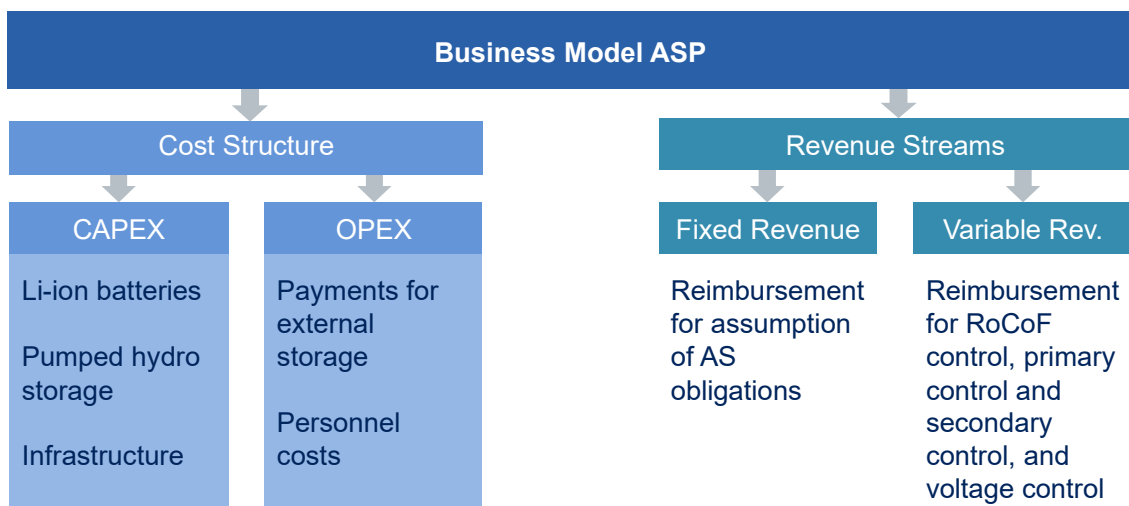 Business Model ASP
Cost Structure
Revenue Streams
CAPEX
OPEX
Fixed Revenue
Variable Rev.
Li-ion batteries
Pumped hydro
storage
Infrastructure
Payments for
external
storage
Personnel
costs
Reimbursement
for assumption
of AS
obligations
Reimbursement
for RoCoF
control, primary
control and
secondary
control, and
voltage control